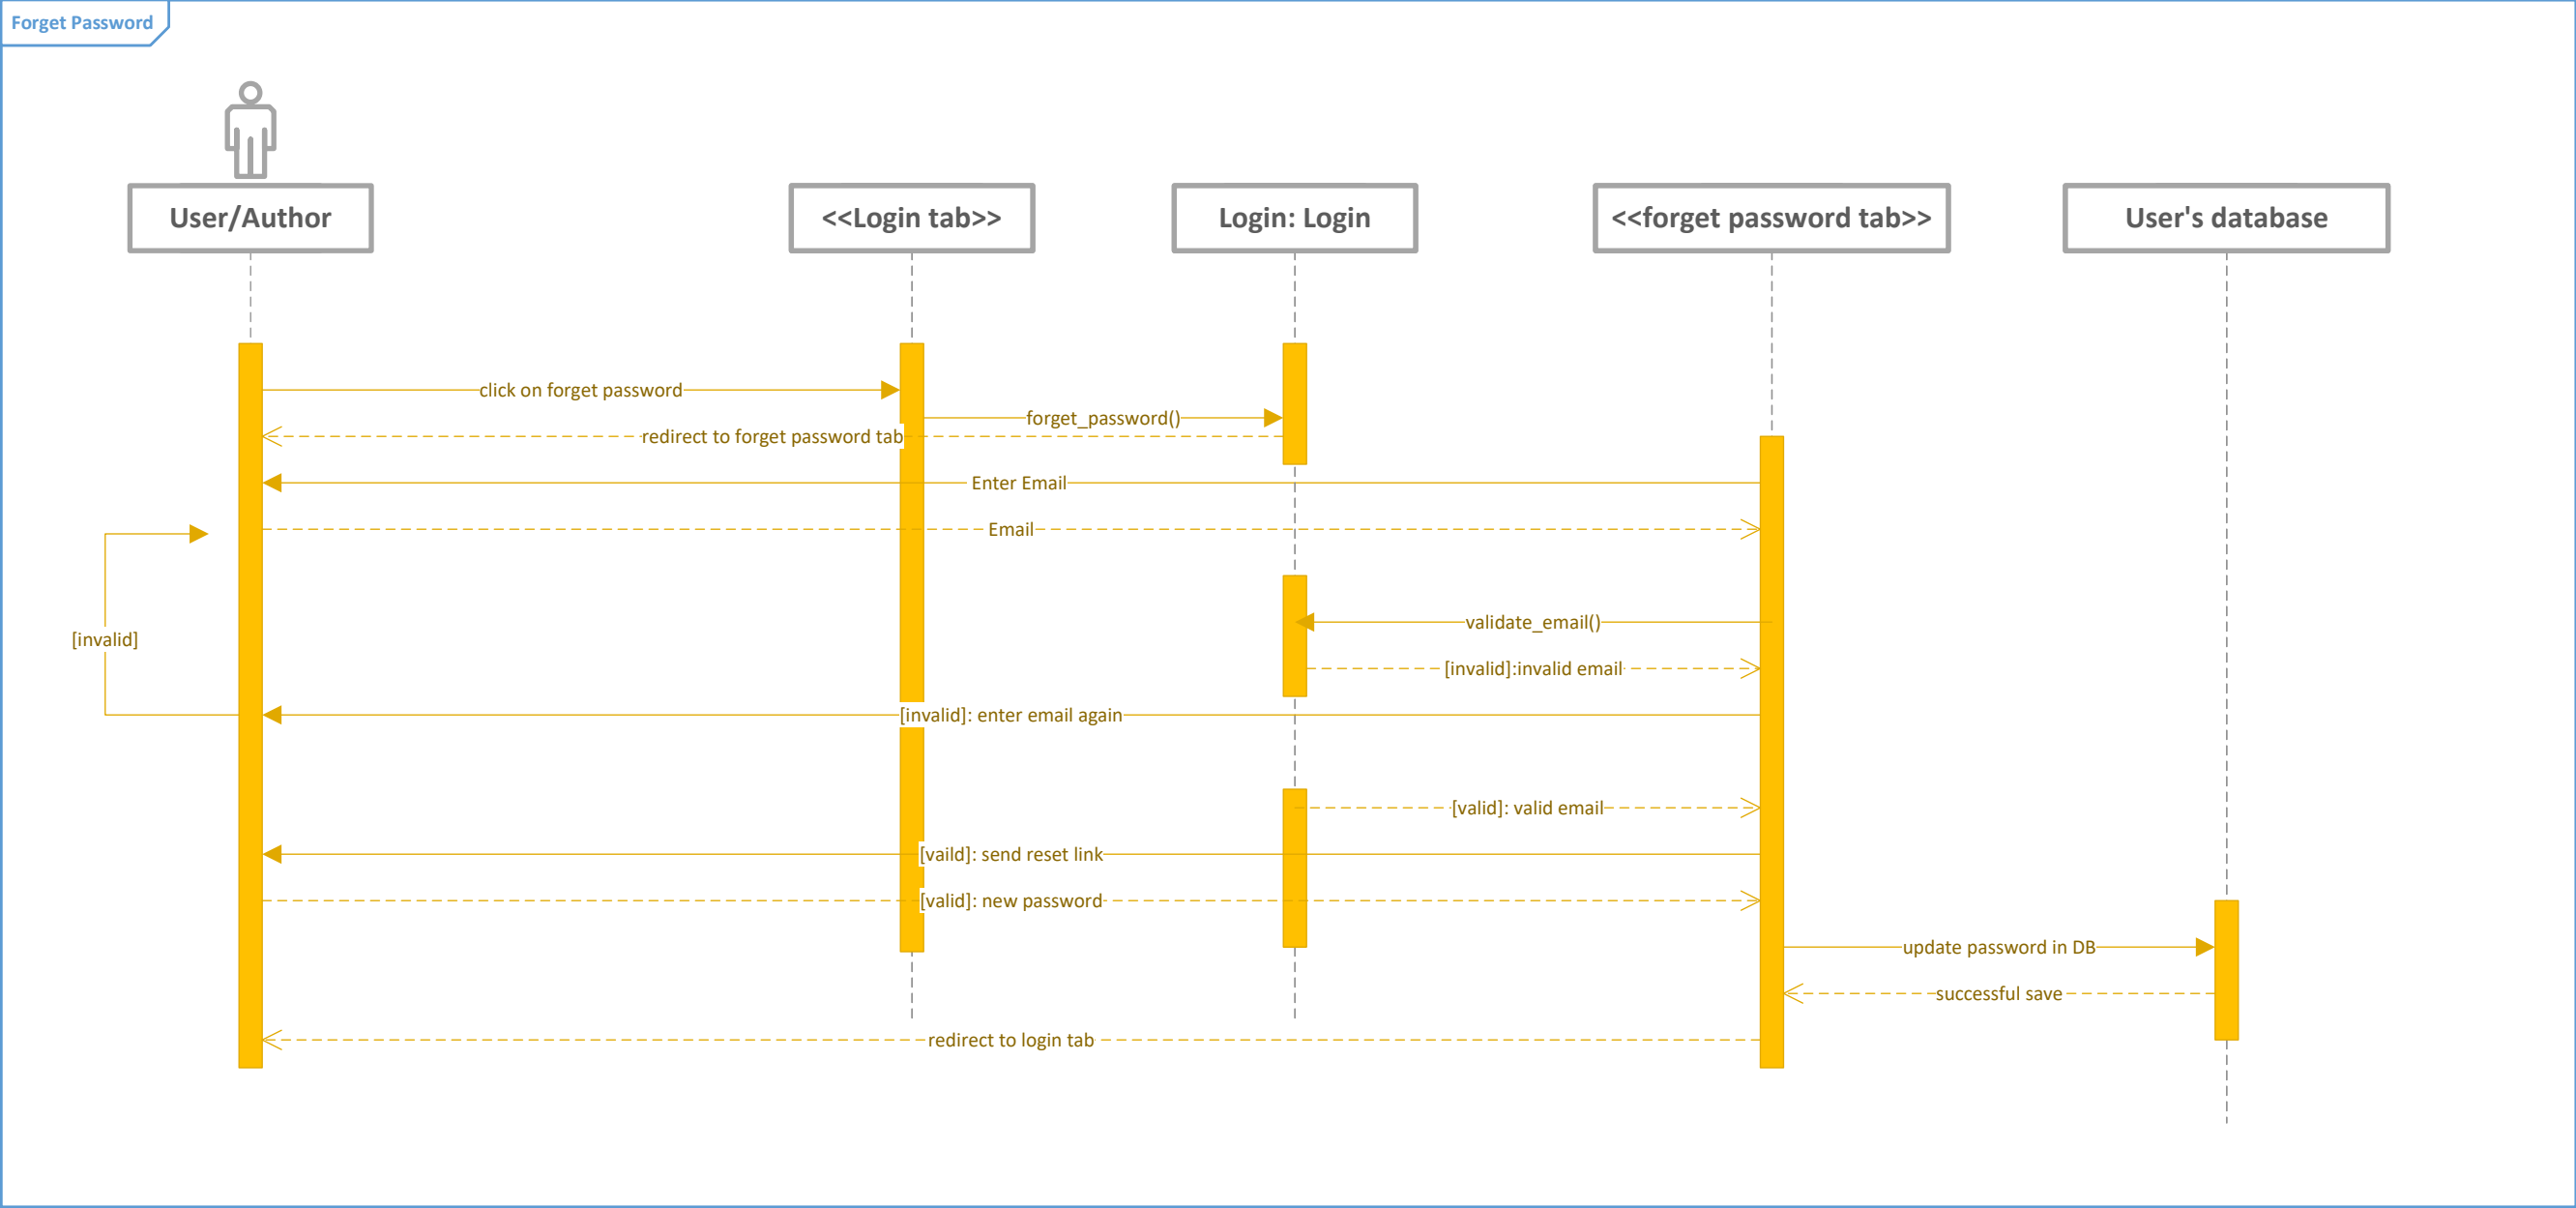 Forget Password
User/Author
<<Login tab>>
Login: Login
<<forget password tab>>
User's database
click on forget password
forget_password()
redirect to forget password tab
Enter Email
Email
validate_email()
[invalid]
[invalid]:invalid email
[invalid]: enter email again
[valid]: valid email
[vaild]: send reset link
[valid]: new password
update password in DB
successful save
redirect to login tab